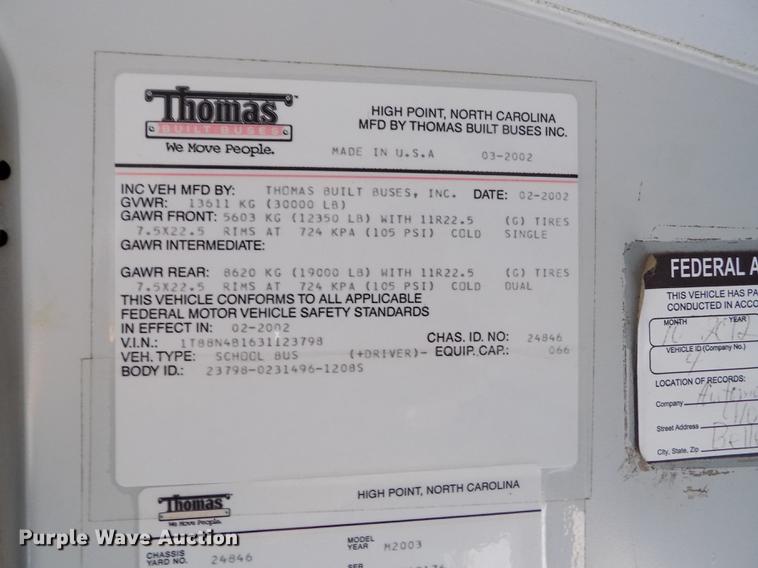 Thomas
BUILT BUSES
We Move People.
HIGH POINT, NORTH CAROLINA
MFD BY THOMAS BUILT BUSES INC.
MADE IN U.S.A 03-2002
INC VEH MFD BY: THOMAS BUILT BUSES, INC. DATE: 02-2002
GVWR: 13611 KG (30000 LB)
GAWR FRONT: 5603 KG (12350 LB) WITH 11R22.5 (G) TIRES
7.5X22.5 RIMS AT 724 KPA (105 PSI) COLD SINGLE
GAWR INTERMEDIATE:
GAWR REAR: 8620 KG (19000 LB) WITH 11R22.5 (G) TIRES
7.5X22.5 RIMS AT 724 KPA (105 PSI) COLD DUAL
THIS VEHICLE CONFORMS TO ALL APPLICABLE
FEDERAL MOTOR VEHICLE SAFETY STANDARDS
IN EFFECT IN: 02-2002
V.I.N.: 1T88N4B1631123798 CHAS. ID. NO: 24846
VEH. TYPE: SCHOOL BUS (+DRIVER)- EQUIP. CAP.: 066
BODY ID.: 23798-0231496-1208S
FEDERAL A
THIS VEHICLE HAS PA
CONDUCTED IN ACCO
MONTH YEAR
VEHICLE ID (Company No.)
4
LOCATION OF RECORDS:
Company
Street Address
City, State, Zip
Thomas
We Move People.
HIGH POINT, NORTH CAROLINA
CHASSIS YARD NO. 24846
MODEL YEAR M2003
SER
Purple Wave Auction